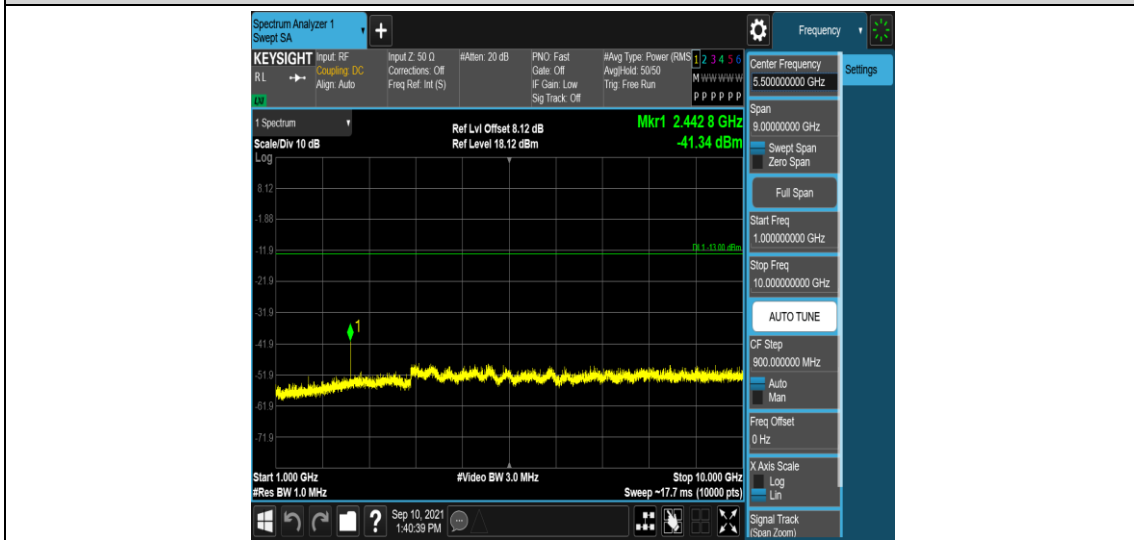 Spectrum Analyzer 1
Swept SA
+
Frequency
KEYSIGHT
RL
LXI
Input: RF
Coupling: DC
Align: Auto
Input Z: 50 Ω
Corrections: Off
Freq Ref: Int (S)
#Atten: 20 dB
PNO: Fast
Gate: Off
IF Gain: Low
Sig Track: Off
#Avg Type: Power (RMS
Avg|Hold: 50/50
Trig: Free Run
1 2 3 4 5 6
M W W W W W
P P P P P P
1 Spectrum
Scale/Div 10 dB
Log
Ref Lvl Offset 8.12 dB
Ref Level 18.12 dBm
Mkr1 2.442 8 GHz
-41.34 dBm
8.12
-1.88
-11.9
DL1 -13.00 dBm
-21.9
-31.9
1
-41.9
-51.9
-61.9
-71.9
Start 1.000 GHz
#Res BW 1.0 MHz
#Video BW 3.0 MHz
Stop 10.000 GHz
Sweep ~17.7 ms (10000 pts)
?
Sep 10, 2021
1:40:39 PM
Center Frequency
5.500000000 GHz
Settings
Span
9.00000000 GHz
Swept Span
Zero Span
Full Span
Start Freq
1.000000000 GHz
Stop Freq
10.000000000 GHz
AUTO TUNE
CF Step
900.000000 MHz
Auto
Man
Freq Offset
0 Hz
X Axis Scale
Log
Lin
Signal Track
(Span Zoom)